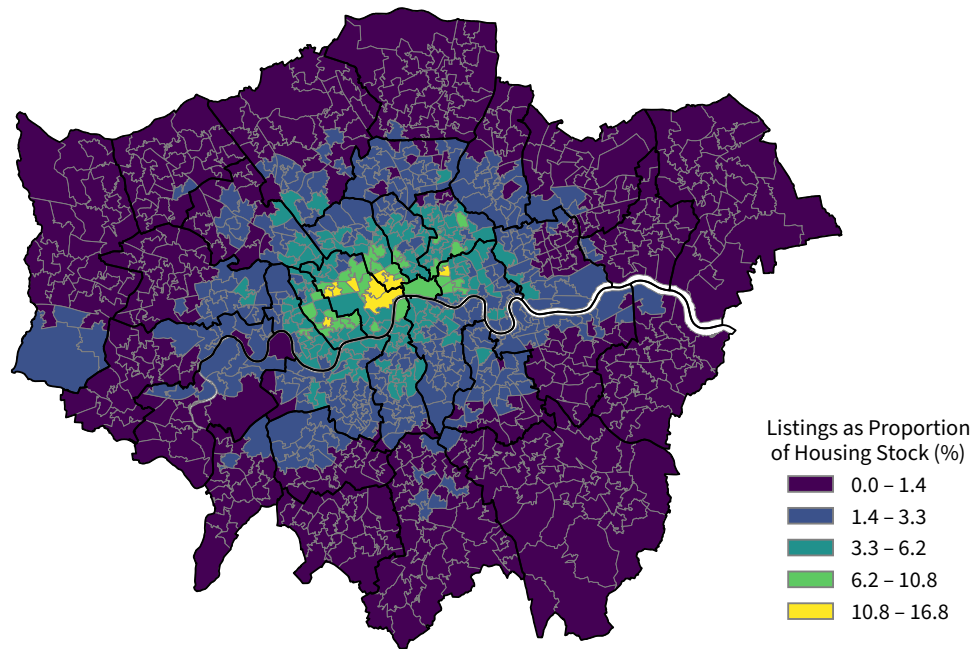 Listings as Proportion
of Housing Stock (%)
0.0 – 1.4
1.4 – 3.3
3.3 – 6.2
6.2 – 10.8
10.8 – 16.8